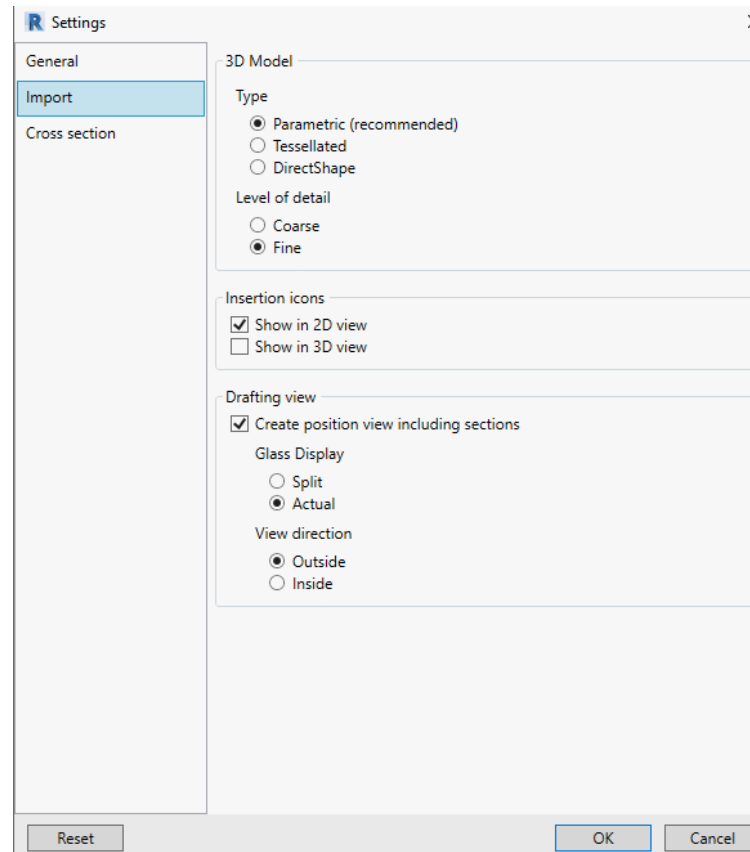 Settings
General
Import
Cross section
3D Model
Type
Parametric (recommended)
Tessellated
DirectShape
Level of detail
Coarse
Fine
Insertion icons
Show in 2D view
Show in 3D view
Drafting view
Create position view including sections
Glass Display
Split
Actual
View direction
Outside
Inside
Reset
OK
Cancel